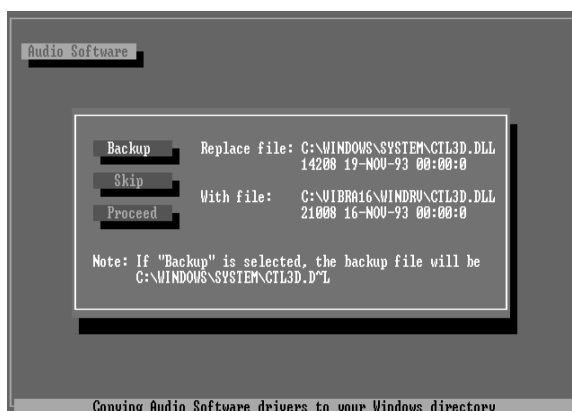 Audio Software
Backup
Skip
Proceed
Replace file: C:\WINDOWS\SYSTEM\CTL3D.DLL
14208 19-NOV-93 00:00:0
With file: C:\VIBRA16\WINDRV\CTL3D.DLL
21008 16-NOV-93 00:00:0
Note: If "Backup" is selected, the backup file will be
C:\WINDOWS\SYSTEM\CTL3D.D~L
Copying Audio Software drivers to your Windows directory